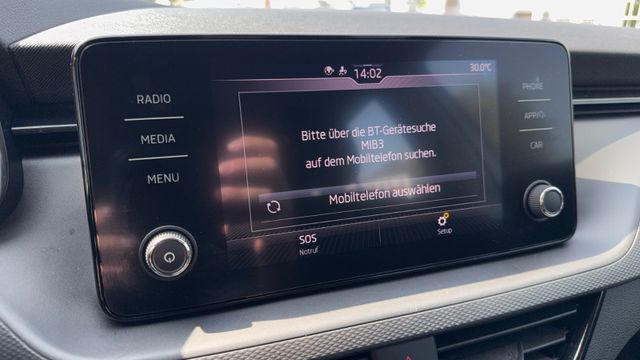 14:02
30.0°C
RADIO
MEDIA
MENU
PHONE
APP
CAR
Bitte über die BT-Gerätesuche
MIB3
auf dem Mobiltelefon suchen.
Mobiltelefon auswählen
SOS
Notruf
Setup